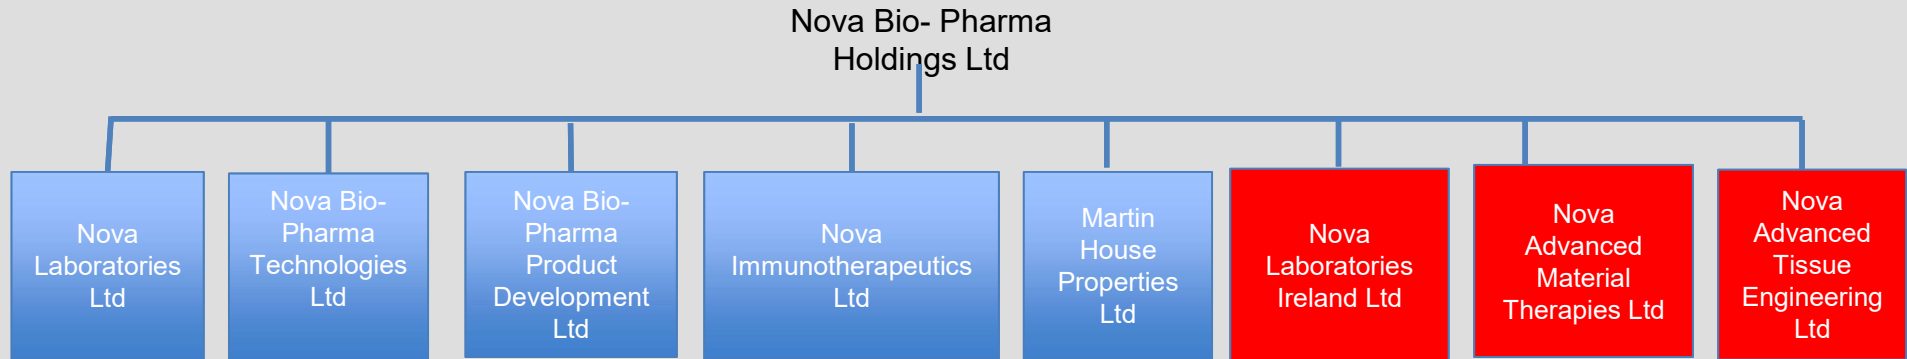 Nova Bio- Pharma
Holdings Ltd
Nova
Laboratories
Ltd
Nova Bio-
Pharma
Technologies
Ltd
Nova Bio-
Pharma
Product
Development
Ltd
Nova
Immunotherapeutics
Ltd
Martin
House
Properties
Ltd
Nova
Laboratories
Ireland Ltd
Nova
Advanced
Material
Therapies Ltd
Nova
Advanced
Tissue
Engineering
Ltd